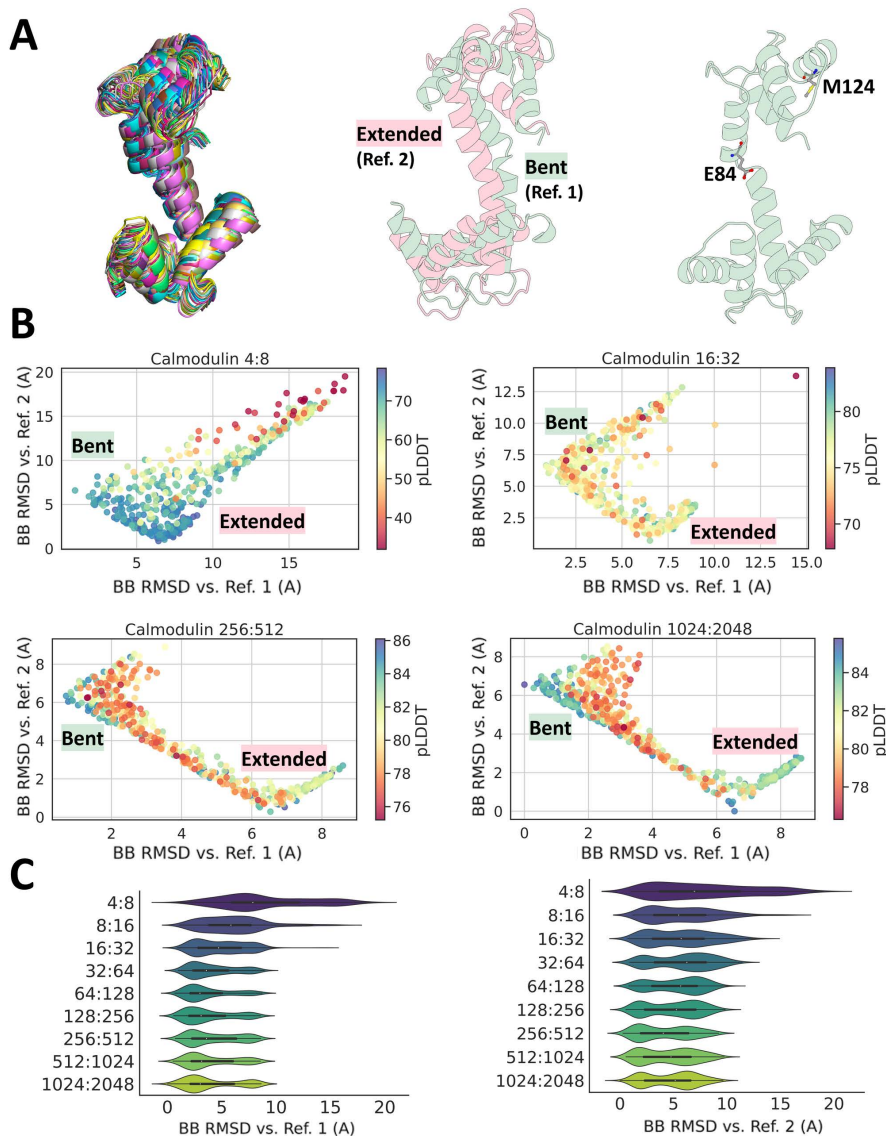 A
Extended
(Ref. 2)
Bent
(Ref. 1)
M124
E84
B
Calmodulin 4:8
20
15
10
5
0
5
10
15
BB RMSD vs. Ref. 2 (A)
BB RMSD vs. Ref. 1 (A)
Bent
Extended
70
60
50
40
pLDDT
Calmodulin 16:32
12.5
10.0
7.5
5.0
2.5
2.5
5.0
7.5
10.0
12.5
15.0
BB RMSD vs. Ref. 2 (A)
BB RMSD vs. Ref. 1 (A)
Bent
Extended
80
75
70
pLDDT
Calmodulin 256:512
8
6
4
2
0
2
4
6
8
BB RMSD vs. Ref. 2 (A)
BB RMSD vs. Ref. 1 (A)
Bent
Extended
86
84
82
80
78
76
pLDDT
Calmodulin 1024:2048
8
6
4
2
0
0
2
4
6
8
BB RMSD vs. Ref. 2 (A)
BB RMSD vs. Ref. 1 (A)
Bent
Extended
84
82
80
78
pLDDT
C
4:8
8:16
16:32
32:64
64:128
128:256
256:512
512:1024
1024:2048
0
5
10
15
20
BB RMSD vs. Ref. 1 (A)
4:8
8:16
16:32
32:64
64:128
128:256
256:512
512:1024
1024:2048
0
5
10
15
20
BB RMSD vs. Ref. 2 (A)